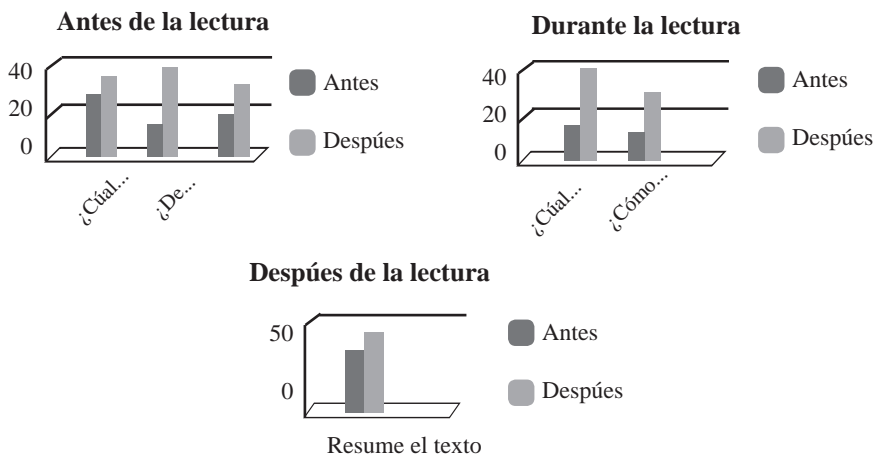 Antes de la lectura
40
20
0
¿Cúal...
¿De...
Antes
Despúes
Durante la lectura
40
20
0
¿Cúal...
¿Cómo...
Antes
Despúes
Despúes de la lectura
50
0
Resume el texto
Antes
Despúes